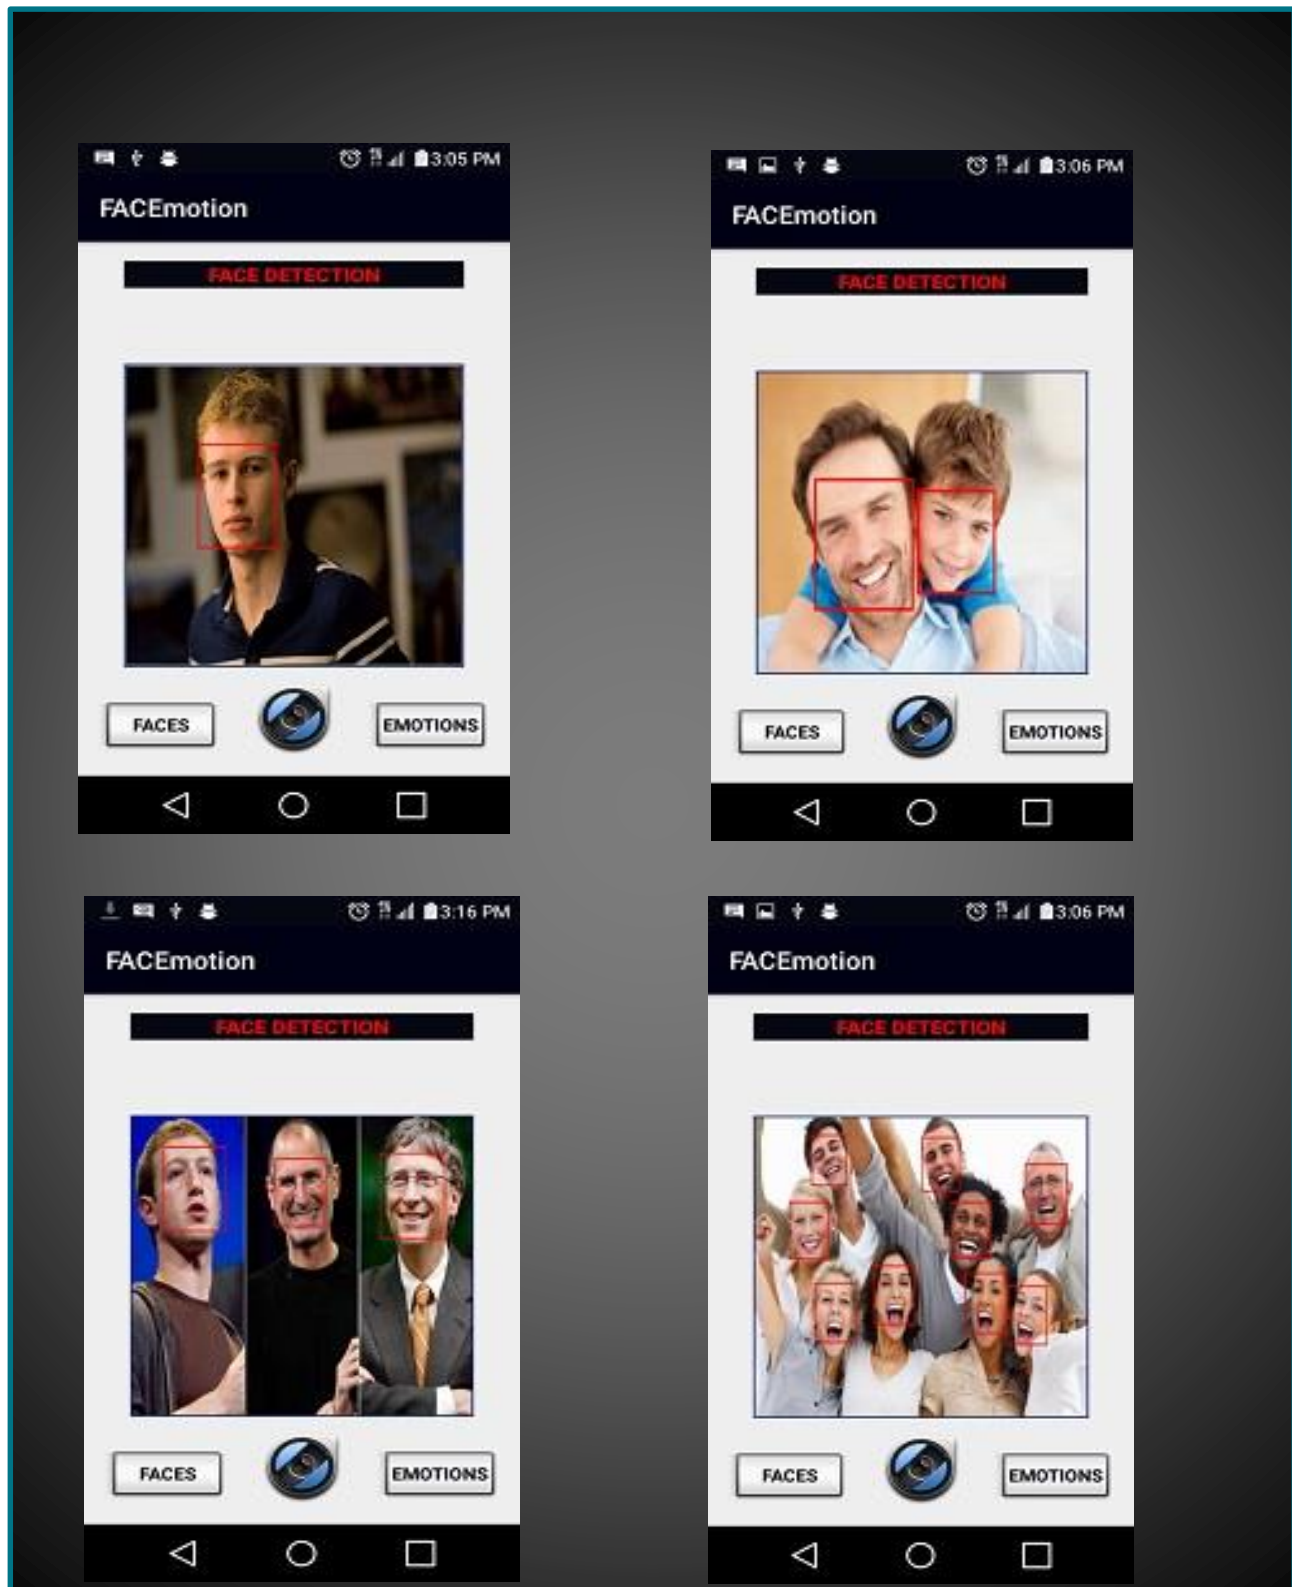 3:05 PM
FACEmotion
FACE DETECTION
FACES
EMOTIONS
3:06 PM
FACEmotion
FACE DETECTION
FACES
EMOTIONS
3:16 PM
FACEmotion
FACE DETECTION
FACES
EMOTIONS
3:06 PM
FACEmotion
FACE DETECTION
FACES
EMOTIONS